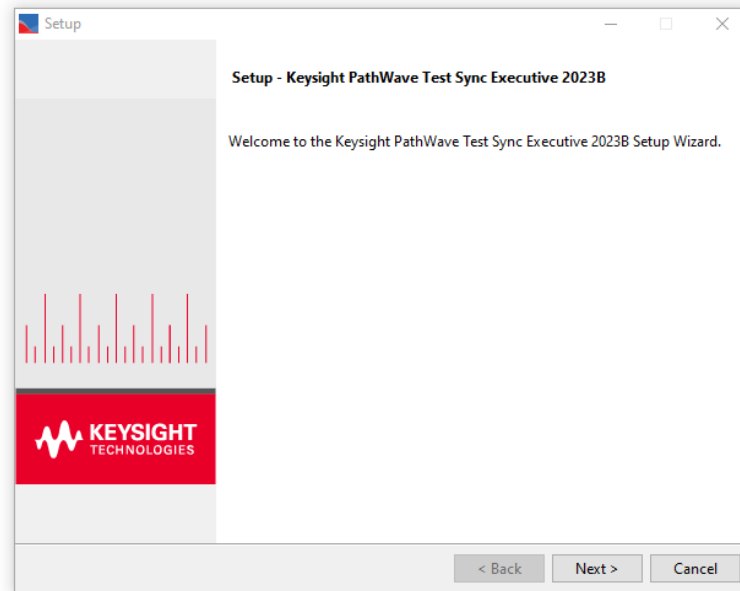 Setup
Setup - Keysight PathWave Test Sync Executive 2023B
Welcome to the Keysight PathWave Test Sync Executive 2023B Setup Wizard.
KEYSIGHT
TECHNOLOGIES
< Back Next > Cancel